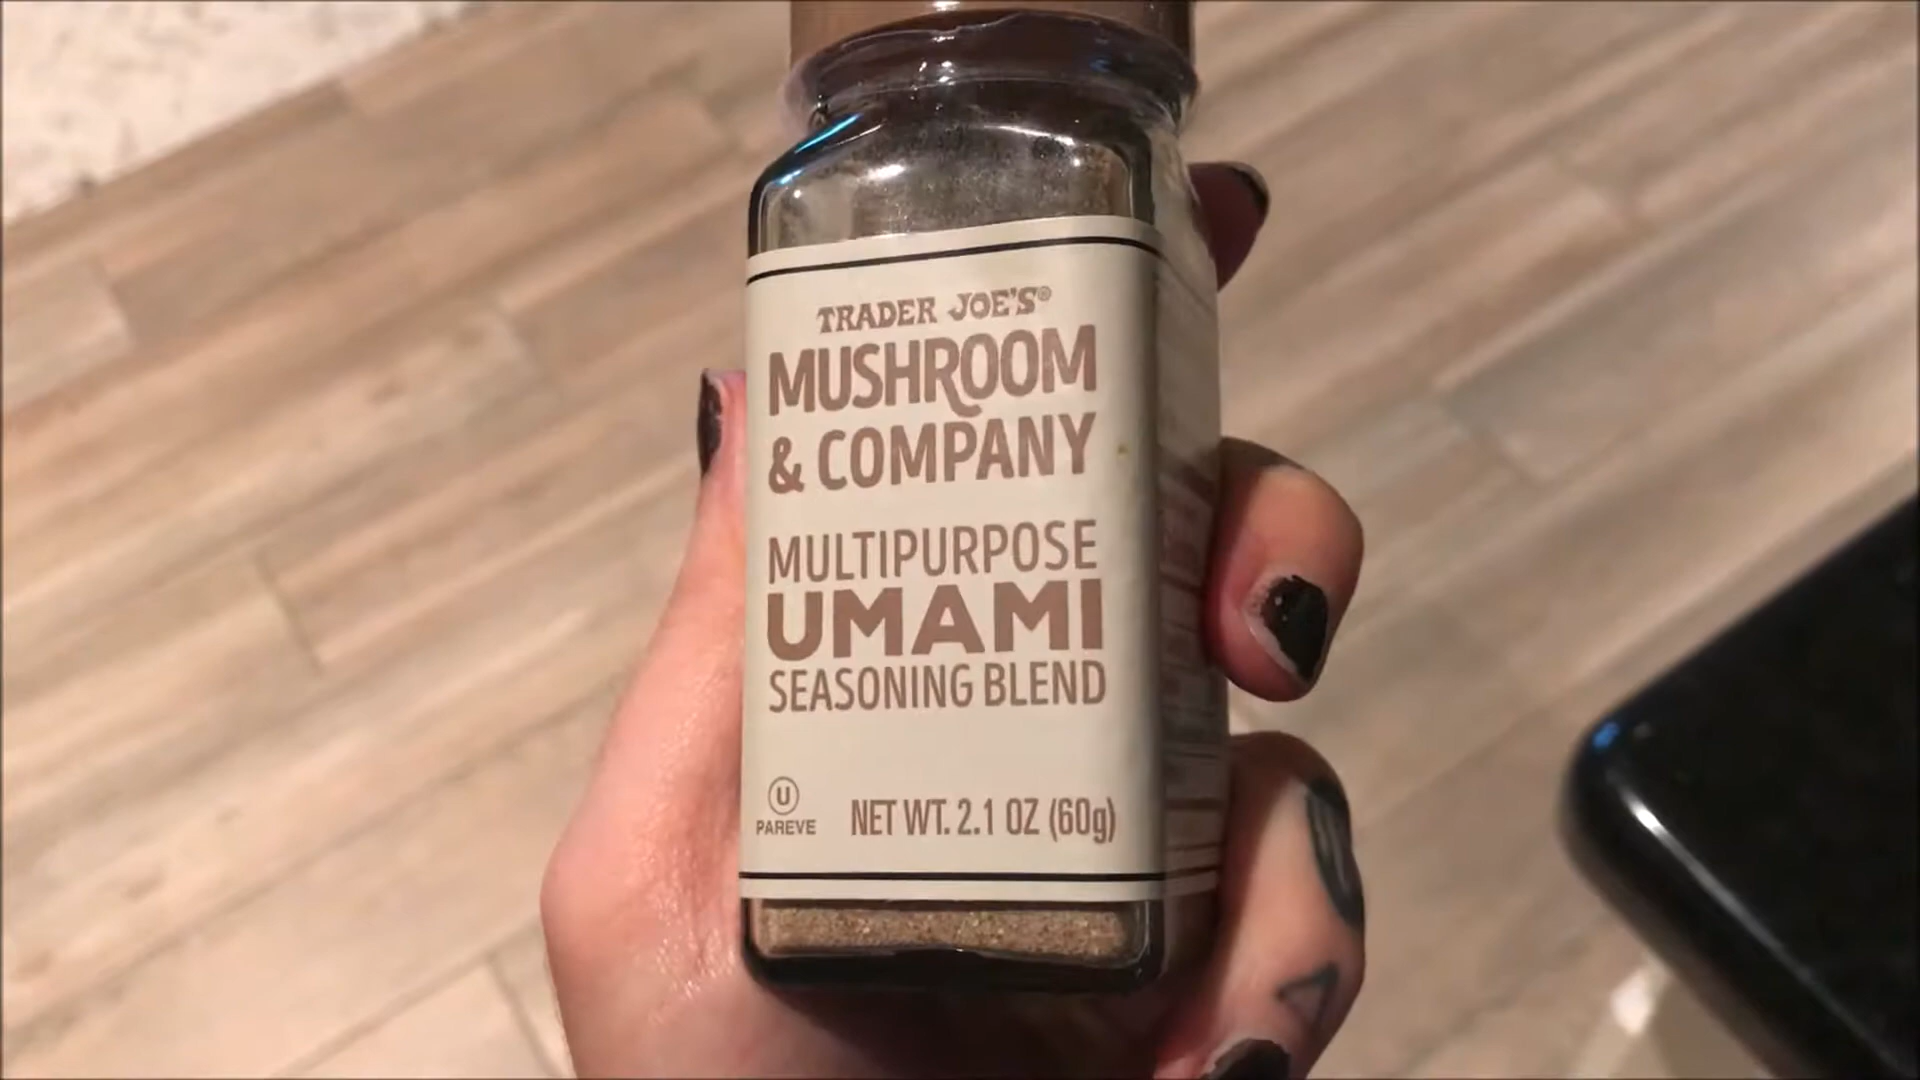 TRADER JOE'S®
MUSHROOM
& COMPANY
MULTIPURPOSE
UMAMI
SEASONING BLEND
U
PAREVE
NET WT. 2.1 OZ (60g)